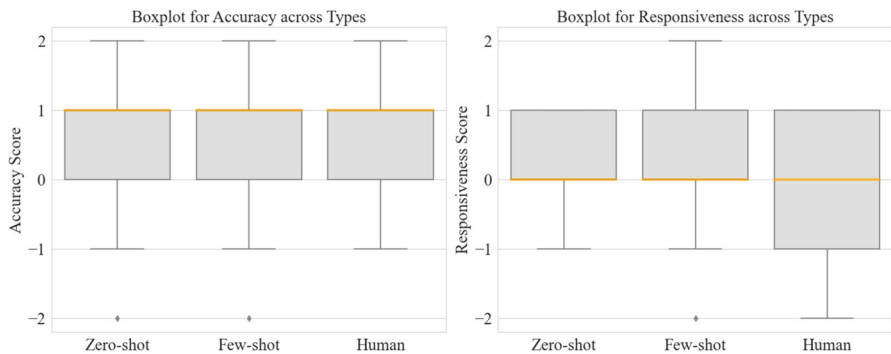 Boxplot for Accuracy across Types
Accuracy Score
2
1
0
−1
−2
Zero-shot
Few-shot
Human
Boxplot for Responsiveness across Types
Responsiveness Score
2
1
0
−1
−2
Zero-shot
Few-shot
Human